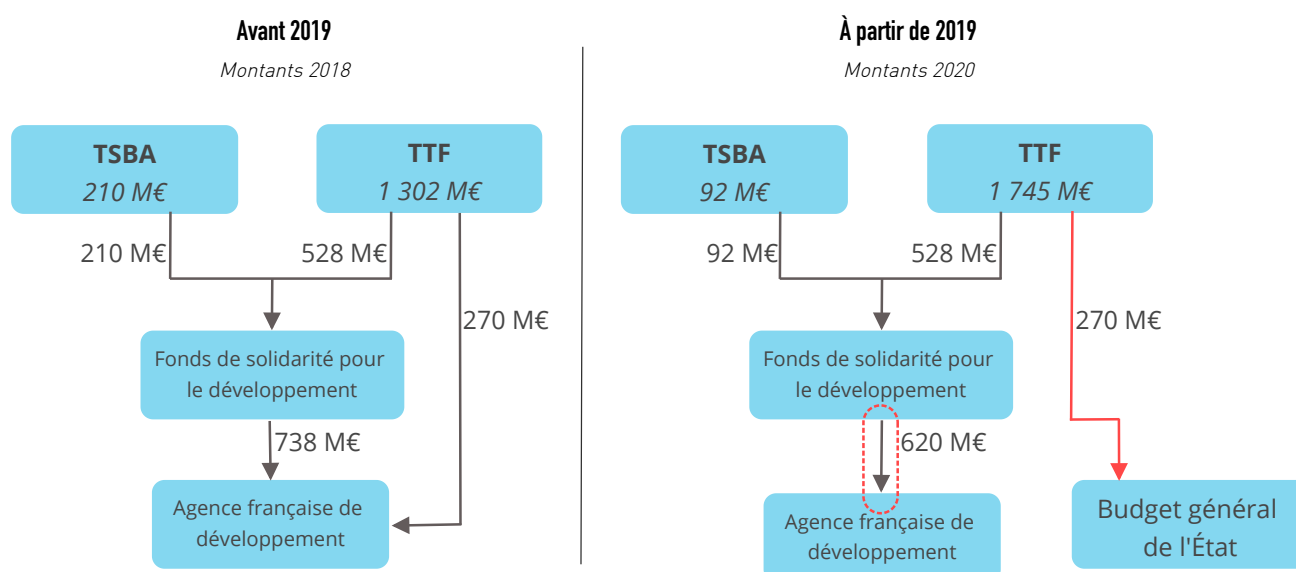 Avant 2019
Montants 2018
TSBA
210 M€
TTF
1 302 M€
210 M€
528 M€
270 M€
Fonds de solidarité pour
le développement
738 M€
Agence française de
développement
À partir de 2019
Montants 2020
TSBA
92 M€
TTF
1 745 M€
92 M€
528 M€
270 M€
Fonds de solidarité pour
le développement
620 M€
Agence française de
développement
Budget général
de l'État